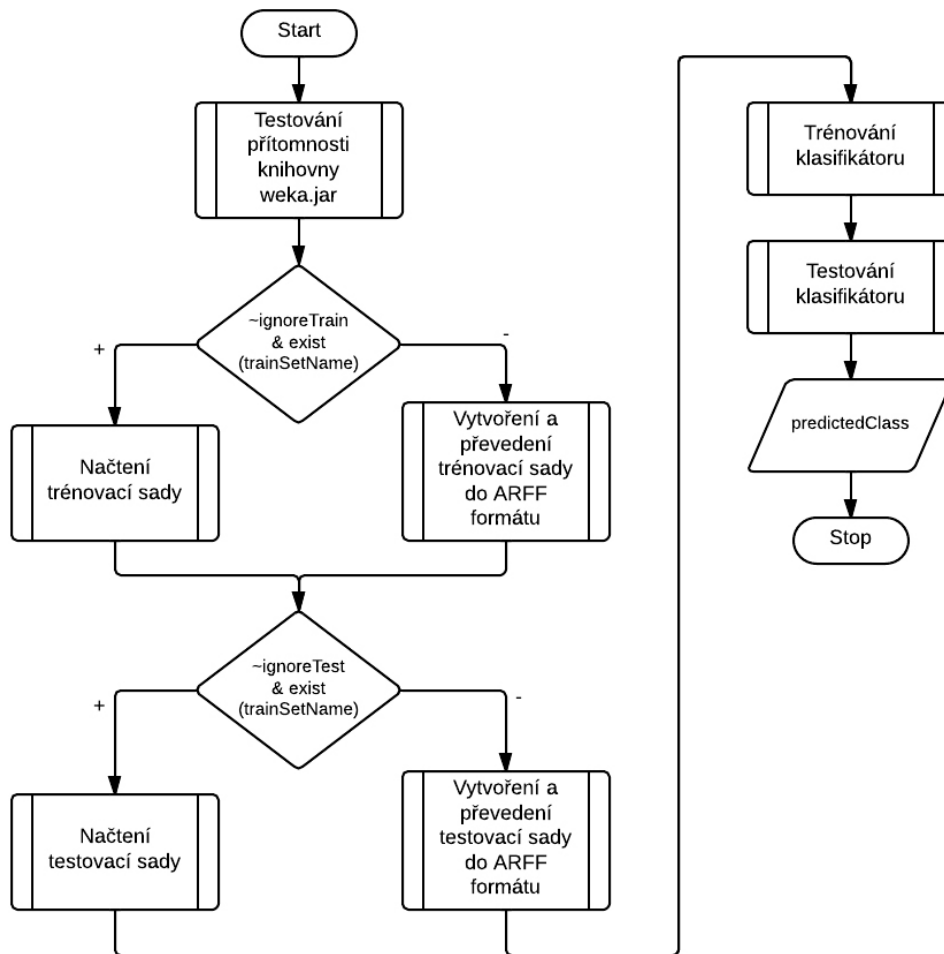 Start
Testování
přítomnosti
knihovny
weka.jar
~ignoreTrain
& exist
(trainSetName)
+
-
Načtení
trénovací sady
Vytvoření a
převedení
trénovací sady
do ARFF
formátu
~ignoreTest
& exist
(trainSetName)
+
-
Načtení
testovací sady
Vytvoření a
převedení
testovací sady
do ARFF
formátu
Trénování
klasifikátoru
Testování
klasifikátoru
predictedClass
Stop